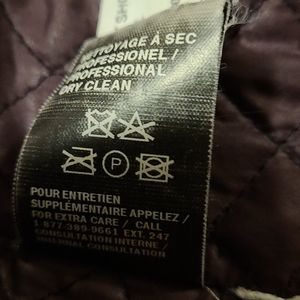 SHO
NETTOYAGE À SEC
PROFESSIONEL /
PROFESSIONAL
DRY CLEAN
P
POUR ENTRETIEN
SUPPLÉMENTAIRE APPELEZ /
FOR EXTRA CARE / CALL
1-877-389-9661 EXT. 247
CONSULTATION INTERNE /
INTERNAL CONSULTATION